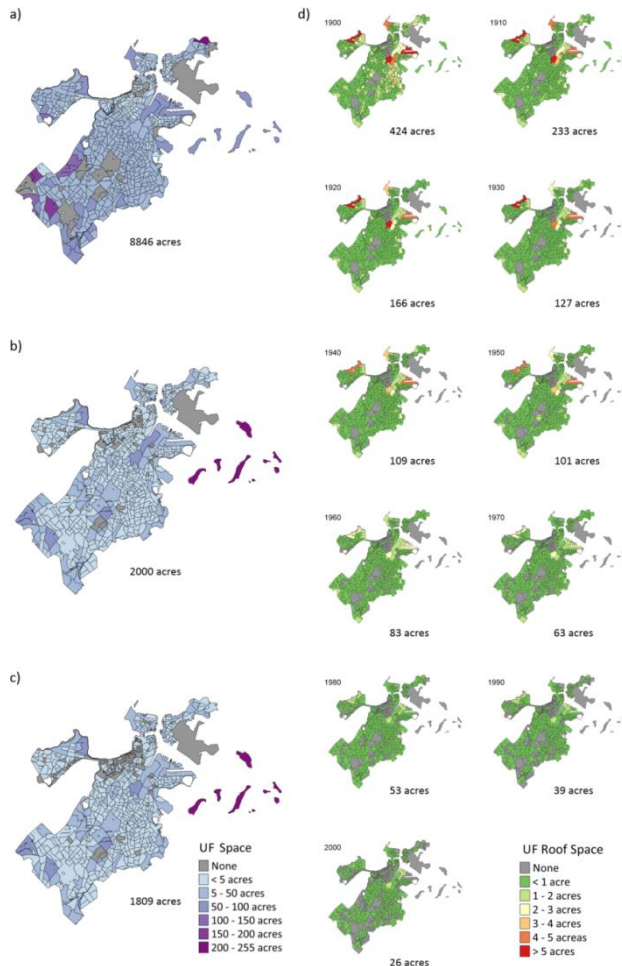 a)
8846 acres
b)
2000 acres
c)
1809 acres
UF Space
None
< 5 acres
5 - 50 acres
50 - 100 acres
100 - 150 acres
150 - 200 acres
200 - 255 acres
d)
1900
424 acres
1910
233 acres
1920
166 acres
1930
127 acres
1940
109 acres
1950
101 acres
1960
83 acres
1970
63 acres
1980
53 acres
1990
39 acres
2000
26 acres
UF Roof Space
None
< 1 acre
1 - 2 acres
2 - 3 acres
3 - 4 acres
4 - 5 acreas
> 5 acres